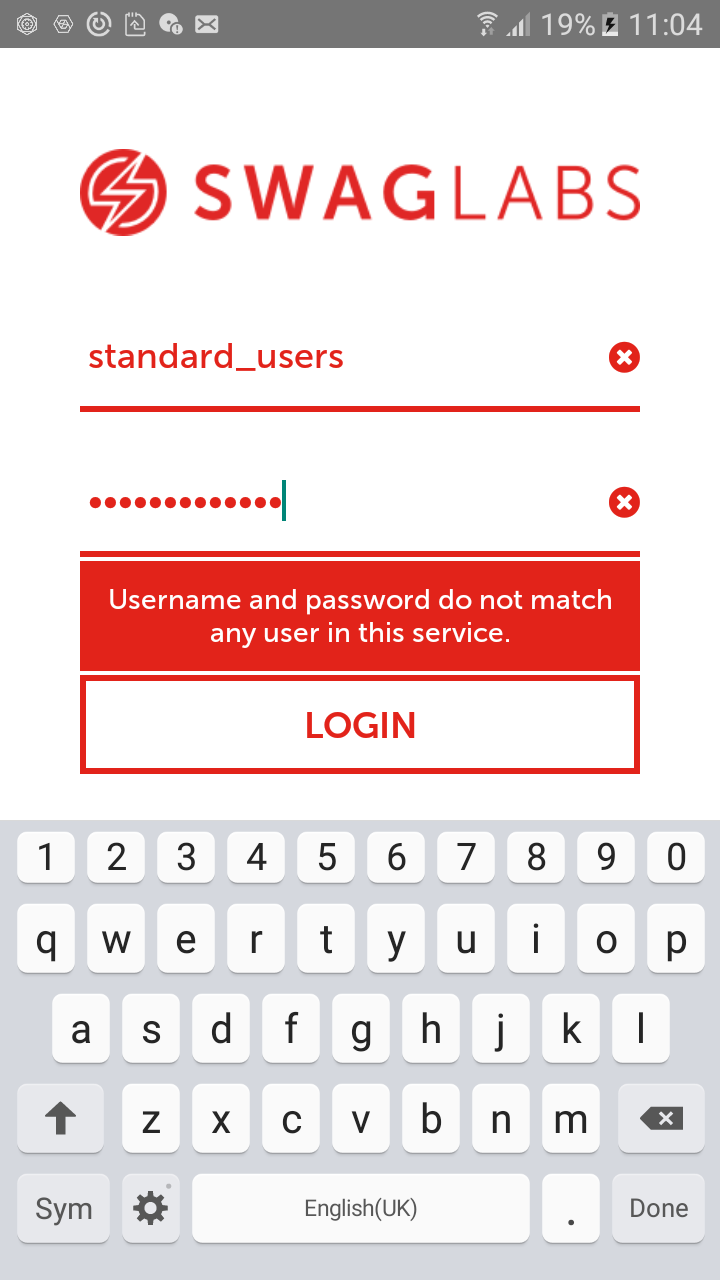 19% 11:04
SWAGLABS
standard_users
•••••••••••••
Username and password do not match
any user in this service.
LOGIN
1 2 3 4 5 6 7 8 9 0
q w e r t y u i o p
a s d f g h j k l
z x c v b n m
Sym English(UK) . Done